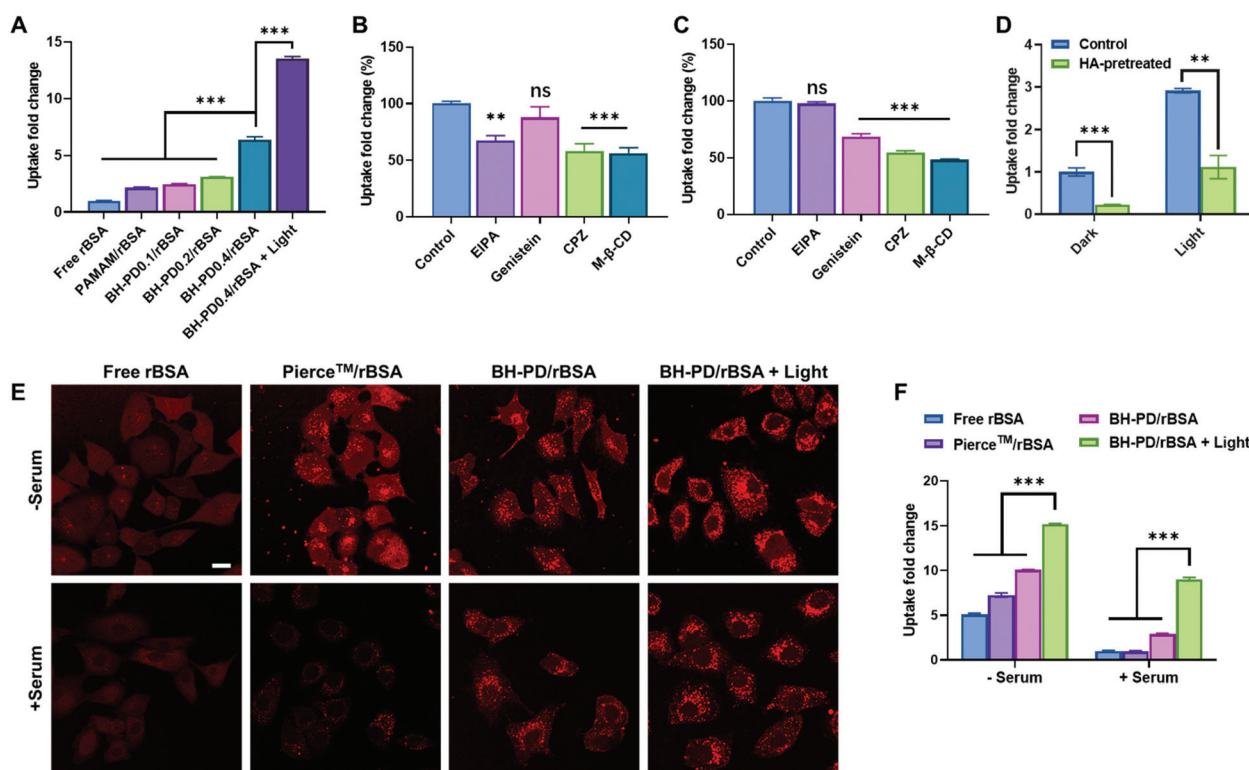 A
Uptake fold change
15
10
5
0
***
***
Free rBSA
PAMAM/rBSA
BH-PD0.1/rBSA
BH-PD0.2/rBSA
BH-PD0.4/rBSA
BH-PD0.4/rBSA + Light
B
Uptake fold change (%)
150
100
50
0
**
ns
***
Control
EIPA
Genistein
CPZ
M-β-CD
C
Uptake fold change (%)
150
100
50
0
ns
***
Control
EIPA
Genistein
CPZ
M-β-CD
D
Control
HA-pretreated
Uptake fold change
4
3
2
1
0
***
**
Dark
Light
E
Free rBSA
Pierce™/rBSA
BH-PD/rBSA
BH-PD/rBSA + Light
-Serum
+Serum
F
Free rBSA
BH-PD/rBSA
Pierce™/rBSA
BH-PD/rBSA + Light
Uptake fold change
20
15
10
5
0
***
***
- Serum
+ Serum